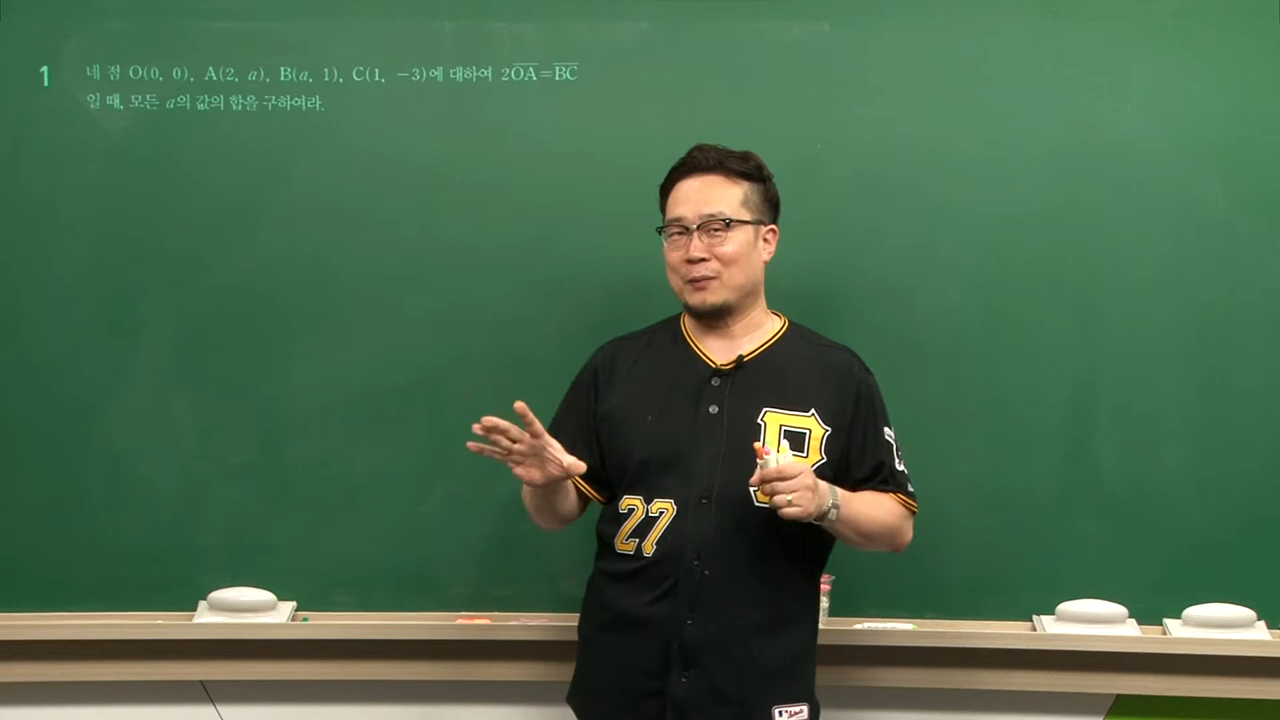 1 네 점 O(0, 0), A(2, a), B(a, 1), C(1, −3)에 대하여 2OA=BC
일 때, 모든 a의 값의 합을 구하여라.
P
27